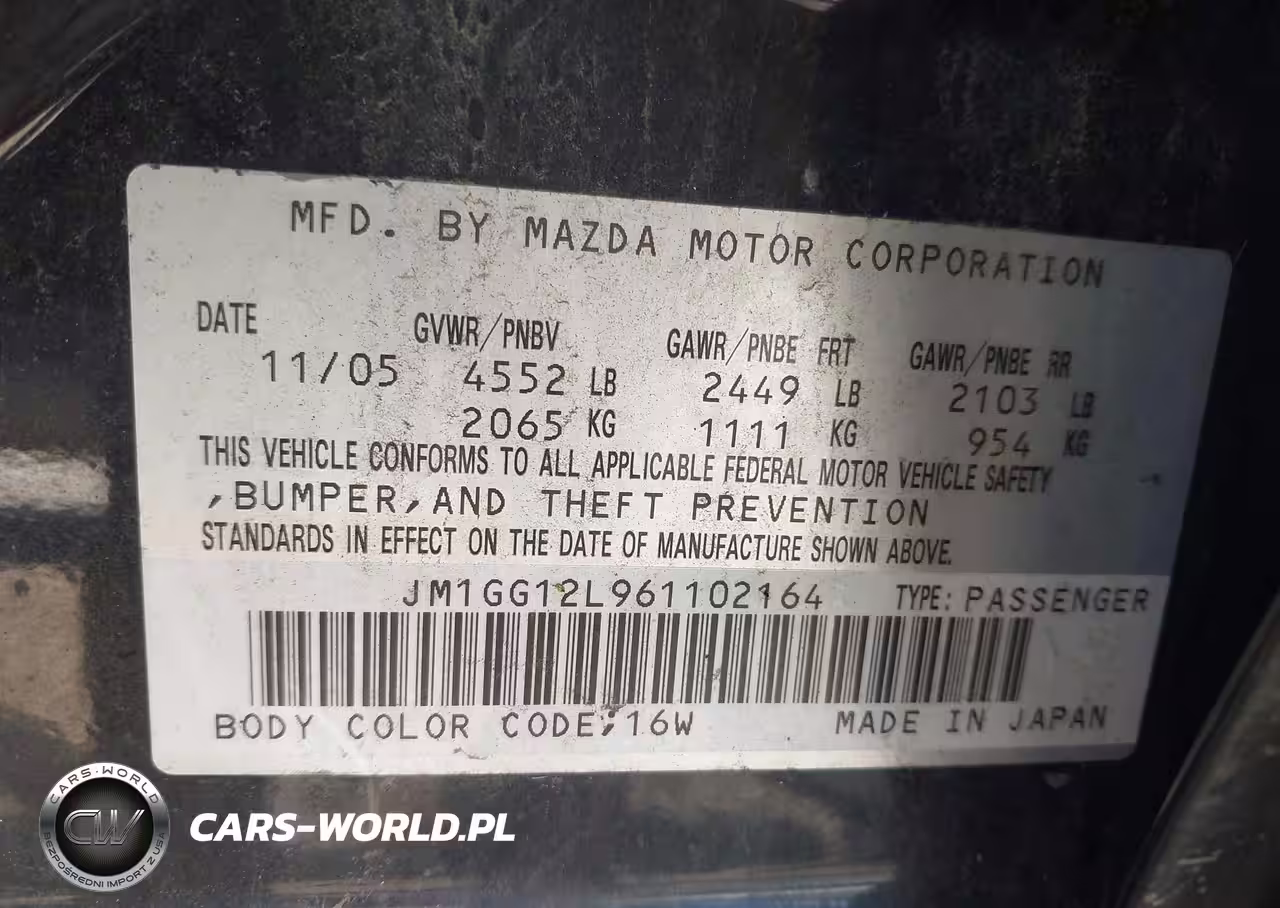 MFD. BY MAZDA MOTOR CORPORATION
DATE GVWR/PNBV GAWR/PNBE FRT GAWR/PNBE RR
11/05 4552 LB 2449 LB 2103 LB
2065 KG 1111 KG 954 KG
THIS VEHICLE CONFORMS TO ALL APPLICABLE FEDERAL MOTOR VEHICLE SAFETY
,BUMPER,AND THEFT PREVENTION
STANDARDS IN EFFECT ON THE DATE OF MANUFACTURE SHOWN ABOVE.
JM1GG12L961102164 TYPE: PASSENGER
BODY COLOR CODE;16W MADE IN JAPAN
CARS-WORLD
CW
BEZPOŚREDNI IMPORT Z USA
CARS-WORLD.PL